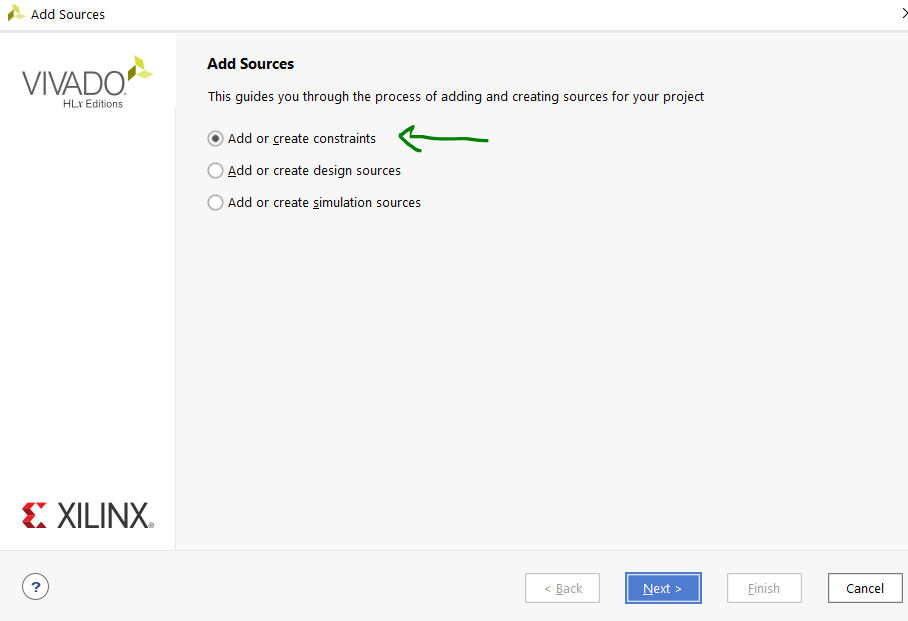 Add Sources
VIVADO
HLx Editions
Add Sources
This guides you through the process of adding and creating sources for your project
Add or create constraints
Add or create design sources
Add or create simulation sources
XILINX®
?
< Back
Next >
Finish
Cancel